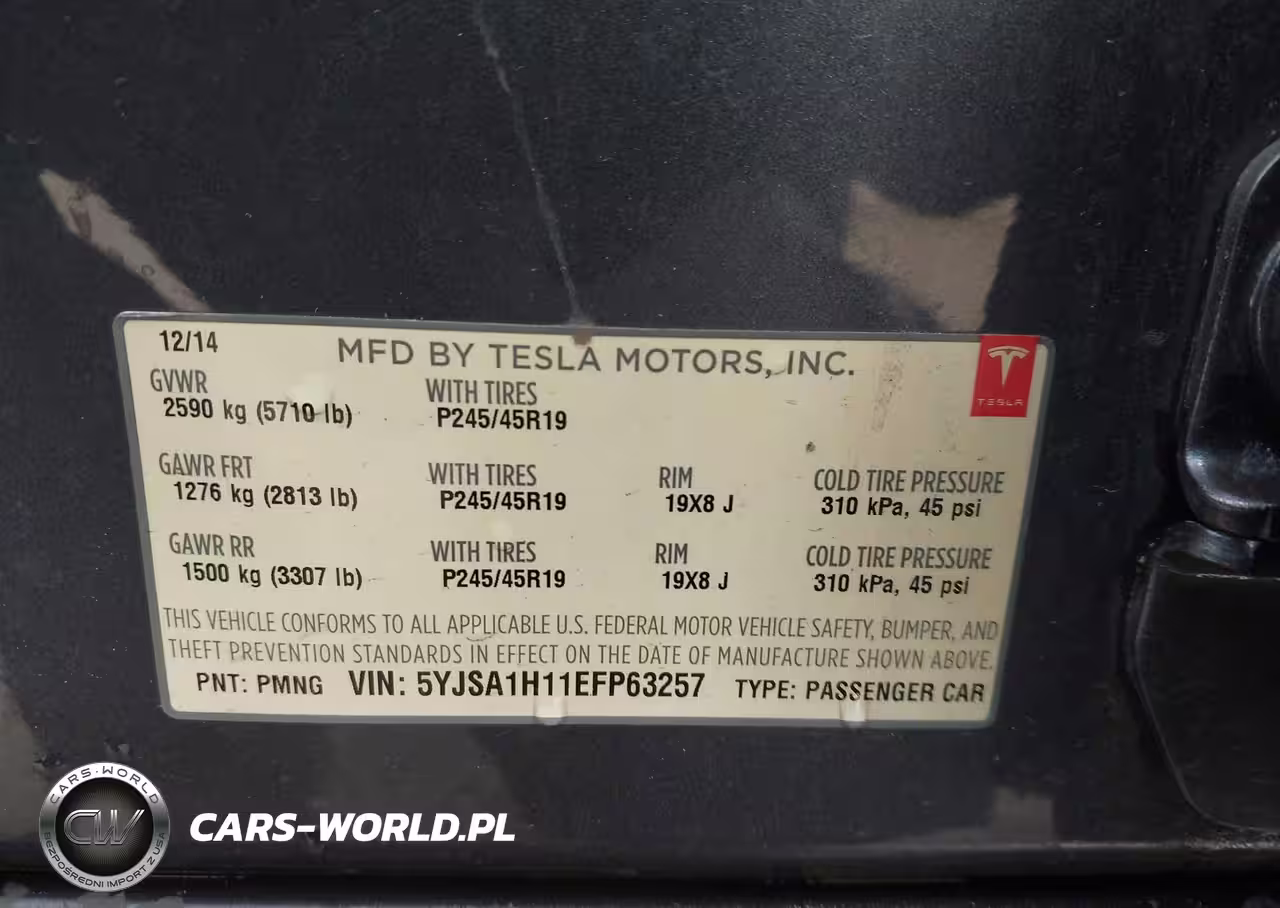 12/14
MFD BY TESLA MOTORS, INC.
TESLA
GVWR
2590 kg (5710 lb)
WITH TIRES
P245/45R19
GAWR FRT
1276 kg (2813 lb)
WITH TIRES
P245/45R19
RIM
19X8 J
COLD TIRE PRESSURE
310 kPa, 45 psi
GAWR RR
1500 kg (3307 lb)
WITH TIRES
P245/45R19
RIM
19X8 J
COLD TIRE PRESSURE
310 kPa, 45 psi
THIS VEHICLE CONFORMS TO ALL APPLICABLE U.S. FEDERAL MOTOR VEHICLE SAFETY, BUMPER, AND
THEFT PREVENTION STANDARDS IN EFFECT ON THE DATE OF MANUFACTURE SHOWN ABOVE.
PNT: PMNG VIN: 5YJSA1H11EFP63257 TYPE: PASSENGER CAR
CARS-WORLD
CW
BEZPOŚREDNI IMPORT Z USA
CARS-WORLD.PL